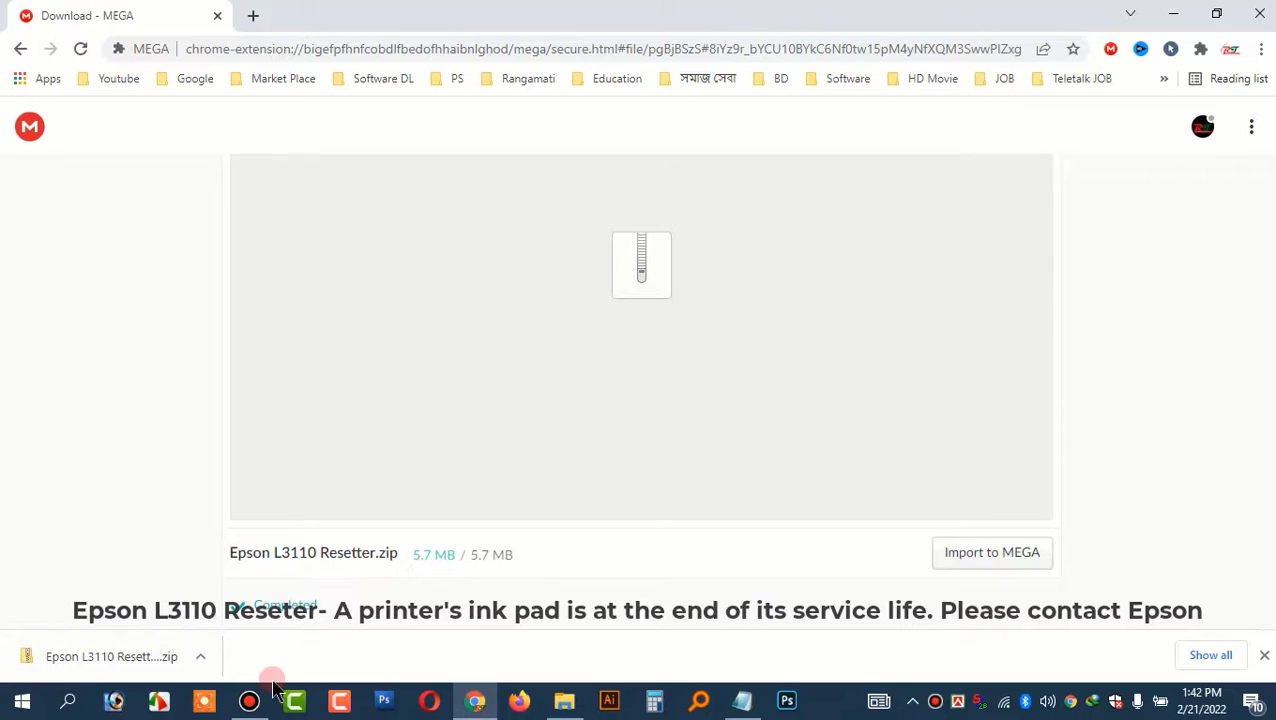 Download - MEGA
MEGA chrome-extension://bigefpfhnfcobdlfbedofhhaibnlghod/mega/secure.html#file/pgBjBSzS#8iYz9r_bYCU10BYkC6Nf0tw15pM4yNfXQM3SwwPlZxg
Apps Youtube Google Market Place Software DL PS Rangamati Education সমাজ সেবা BD Software HD Movie JOB Teletalk JOB » Reading list
Epson L3110 Resetter.zip 5.7 MB / 5.7 MB Import to MEGA
Completed
Epson L3110 Reseter- A printer's ink pad is at the end of its service life. Please contact Epson
Epson L3110 Resett....zip Show all
1:42 PM
2/21/2022
10